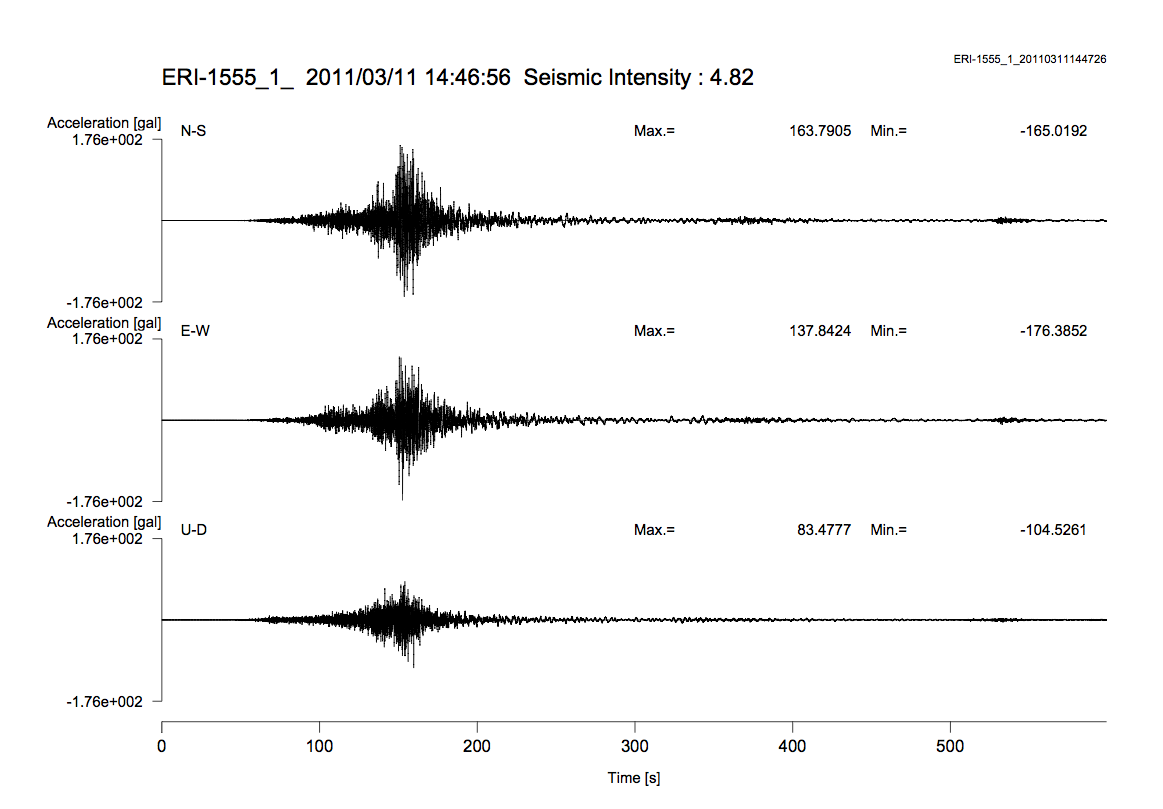 ERI-1555_1_20110311144726
ERI-1555_1_ 2011/03/11 14:46:56 Seismic Intensity : 4.82
Acceleration [gal]
1.76e+002
N-S Max.= 163.7905 Min.= -165.0192
-1.76e+002
Acceleration [gal]
1.76e+002
E-W Max.= 137.8424 Min.= -176.3852
-1.76e+002
Acceleration [gal]
1.76e+002
U-D Max.= 83.4777 Min.= -104.5261
-1.76e+002
0 100 200 300 400 500
Time [s]